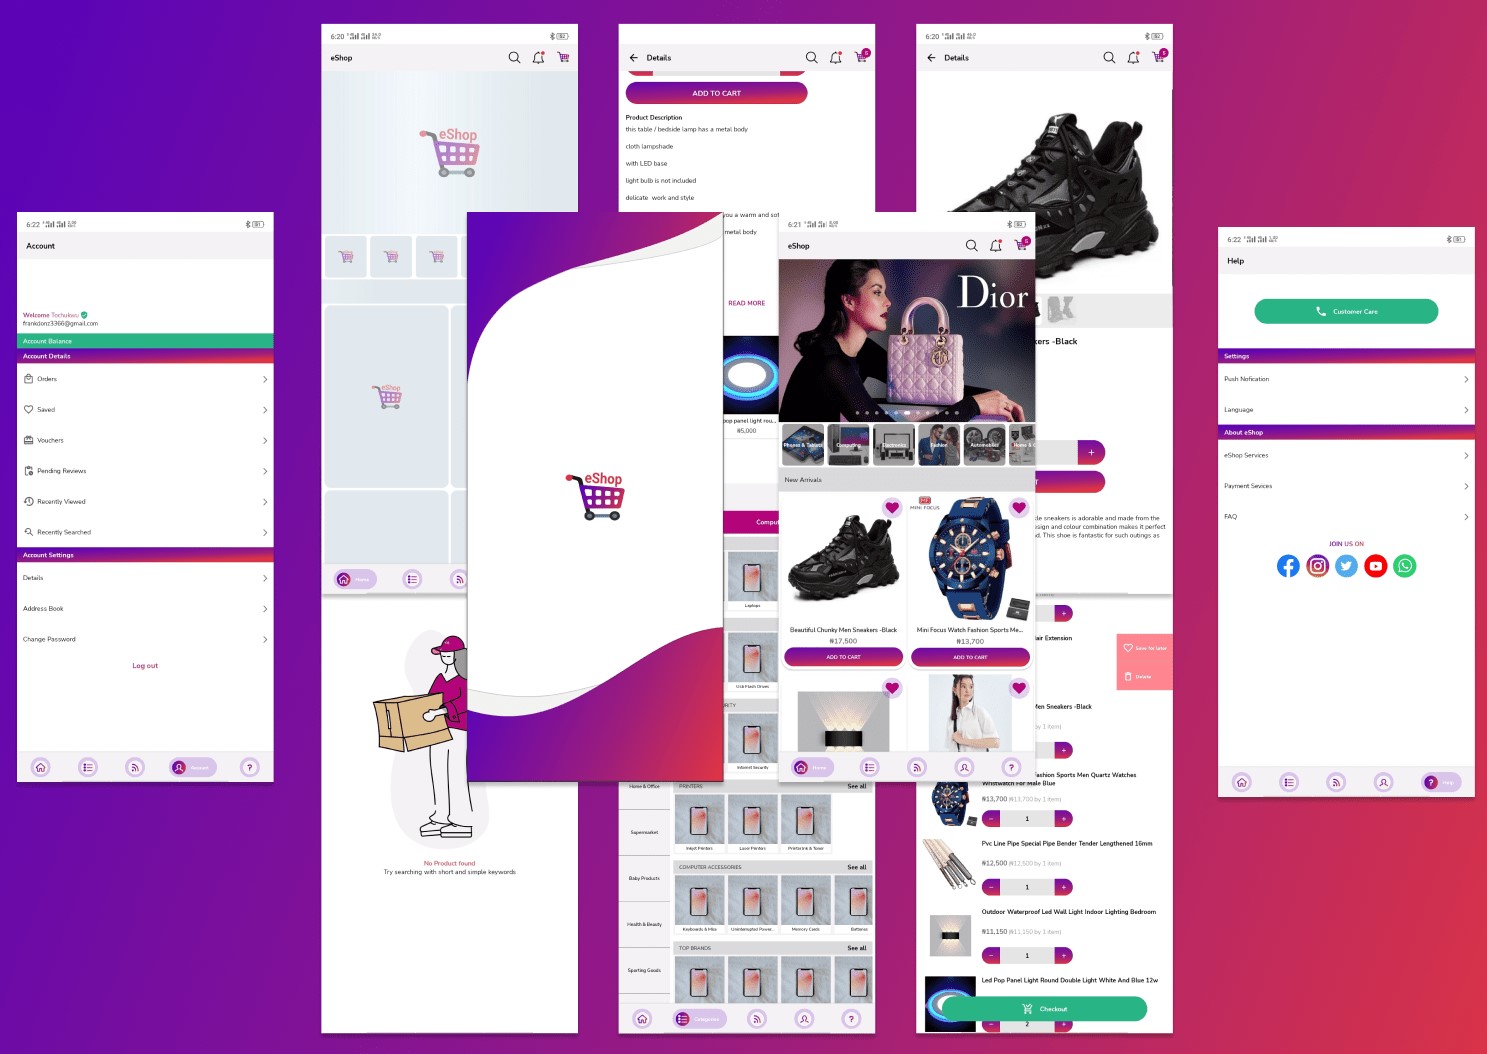 6:22
Account
Welcome Tochukwu
frankdonz3366@gmail.com
Account Balance
Account Details
Orders
Saved
Vouchers
Pending Reviews
Recently Viewed
Recently Searched
Account Settings
Details
Address Book
Change Password
Log out
Account
6:20
eShop
eShop
eShop
Home
No Product found
Try searching with short and simple keywords
eShop
Details
6
ADD TO CART
Product Description
this table / bedside lamp has a metal body
cloth lampshade
with LED base
light bulb is not included
delicate work and style
you a warm and sof
metal body
READ MORE
op panel light rou...
₦5,000
Comput
Laptops
Usb Flash Drives
RITY
Internet Security
Home & Office
Supermarket
Baby Products
Health & Beauty
Sporting Goods
PRINTERS
See all
Inkjet Printers
Laser Printers
Printer Ink & Toner
COMPUTER ACCESSORIES
See all
Keyboards & Mice
Uninterrupted Power..
Memory Cards
Batteries
TOP BRANDS
See all
Categories
6:21
eShop
6
Dior
Phones & Tablets
Computing
Electronics
Fashion
Automobiles
Home & O
New Arrivals
MINI FOCUS
Beautiful Chunky Men Sneakers -Black
₦17,500
ADD TO CART
Mini Focus Watch Fashion Sports Me...
₦13,700
ADD TO CART
Home
6:20
Details
6
kers -Black
+
T
le sneakers is adorable and made from the
esign and colour combination makes it perfect
d. This shoe is fantastic for such outings as
+
Hair Extension
Save for later
Delete
Men Sneakers -Black
by 1 item)
+
Fashion Sports Men Quartz Watches
Wristwatch For Male Blue
₦13,700 (₦13,700 by 1 item)
- 1 +
Pvc Line Pipe Special Pipe Bender Tender Lengthened 16mm
₦12,500 (₦12,500 by 1 item)
- 1 +
Outdoor Waterproof Led Wall Light Indoor Lighting Bedroom
₦11,150 (₦11,150 by 1 item)
- 1 +
Led Pop Panel Light Round Double Light White And Blue 12w
Checkout
2
6:22
Help
Customer Care
Settings
Push Nofication
Language
About eShop
eShop Services
Payment Sevices
FAQ
JOIN US ON
Help